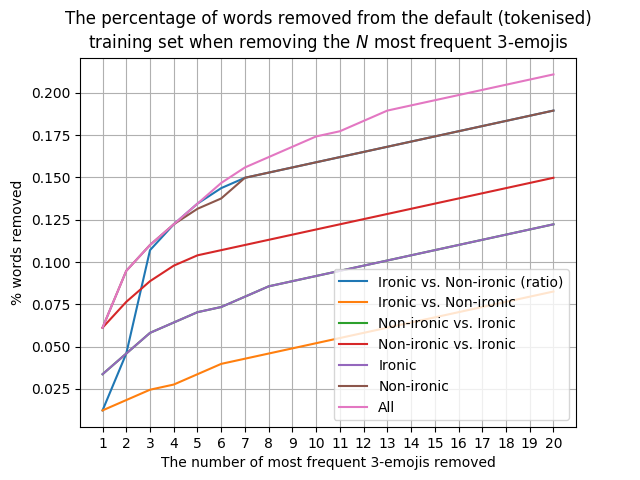 The percentage of words removed from the default (tokenised)
training set when removing the N most frequent 3-emojis
% words removed
0.200
0.175
0.150
0.125
0.100
0.075
0.050
0.025
Ironic vs. Non-ironic (ratio)
Ironic vs. Non-ironic
Non-ironic vs. Ironic
Non-ironic vs. Ironic
Ironic
Non-ironic
All
1 2 3 4 5 6 7 8 9 10 11 12 13 14 15 16 17 18 19 20
The number of most frequent 3-emojis removed